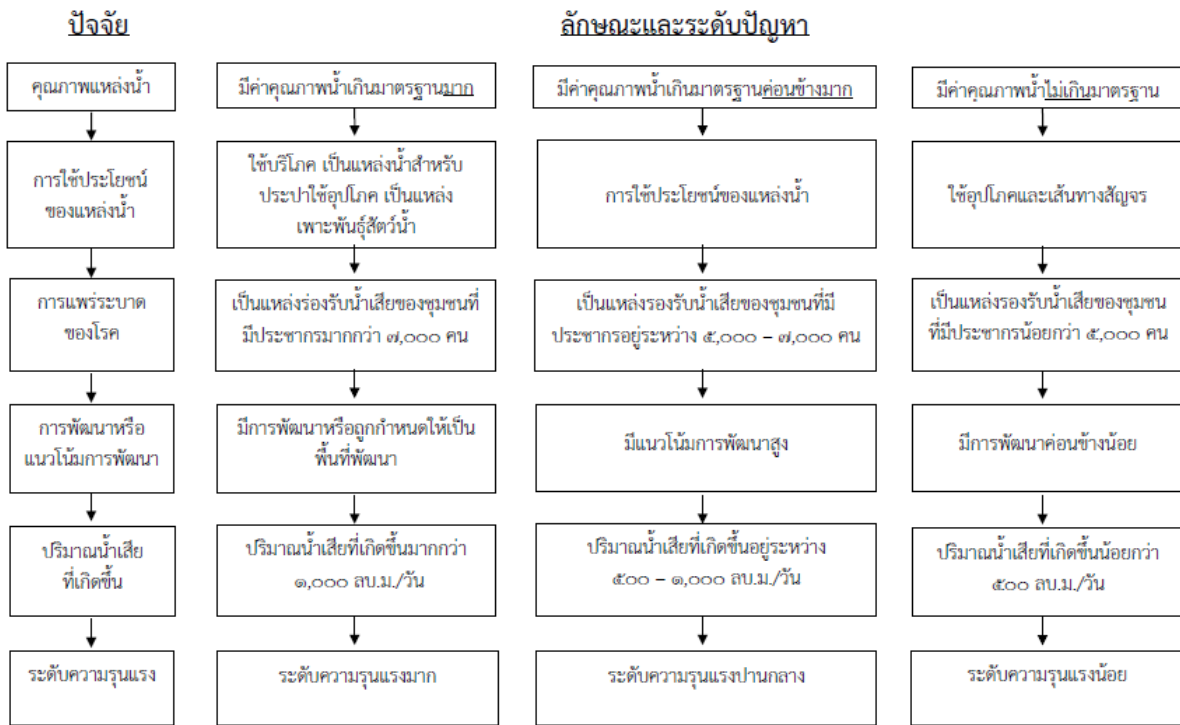 ปัจจัย
ลักษณะและระดับปัญหา
คุณภาพแหล่งน้ำ
มีค่าคุณภาพน้ำเกินมาตรฐานมาก
มีค่าคุณภาพน้ำเกินมาตรฐานค่อนข้างมาก
มีค่าคุณภาพน้ำไม่เกินมาตรฐาน
การใช้ประโยชน์
ของแหล่งน้ำ
ใช้บริโภค เป็นแหล่งน้ำสำหรับ
ประปาใช้อุปโภค เป็นแหล่ง
เพาะพันธุ์สัตว์น้ำ
การใช้ประโยชน์ของแหล่งน้ำ
ใช้อุปโภคและเส้นทางสัญจร
การแพร่ระบาด
ของโรค
เป็นแหล่งร่องรับน้ำเสียของชุมชนที่
มีประชากรมากกว่า ๗,๐๐๐ คน
เป็นแหล่งรองรับน้ำเสียของชุมชนที่มี
ประชากรอยู่ระหว่าง ๕,๐๐๐ – ๗,๐๐๐ คน
เป็นแหล่งรองรับน้ำเสียของชุมชน
ที่มีประชากรน้อยกว่า ๕,๐๐๐ คน
การพัฒนาหรือ
แนวโน้มการพัฒนา
มีการพัฒนาหรือถูกกำหนดให้เป็น
พื้นที่พัฒนา
มีแนวโน้มการพัฒนาสูง
มีการพัฒนาค่อนข้างน้อย
ปริมาณน้ำเสีย
ที่เกิดขึ้น
ปริมาณน้ำเสียที่เกิดขึ้นมากกว่า
๑,๐๐๐ ลบ.ม./วัน
ปริมาณน้ำเสียที่เกิดขึ้นอยู่ระหว่าง
๕๐๐ – ๑,๐๐๐ ลบ.ม./วัน
ปริมาณน้ำเสียที่เกิดขึ้นน้อยกว่า
๕๐๐ ลบ.ม./วัน
ระดับความรุนแรง
ระดับความรุนแรงมาก
ระดับความรุนแรงปานกลาง
ระดับความรุนแรงน้อย